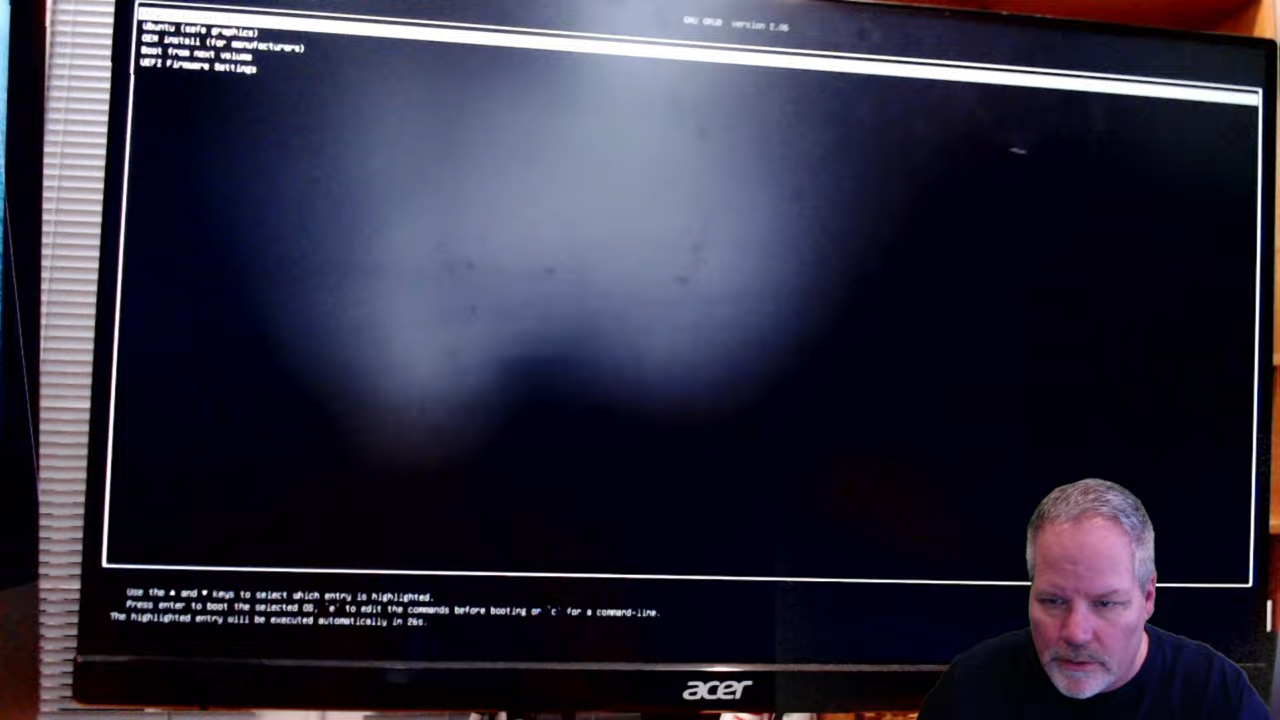 GNU GRUB version 2.06
Ubuntu (safe graphics)
OEM install (for manufacturers)
Boot from next volume
UEFI Firmware Settings
Use the ▲ and ▼ keys to select which entry is highlighted.
Press enter to boot the selected OS, `e' to edit the commands before booting or `c' for a command-line.
The highlighted entry will be executed automatically in 26s.
acer